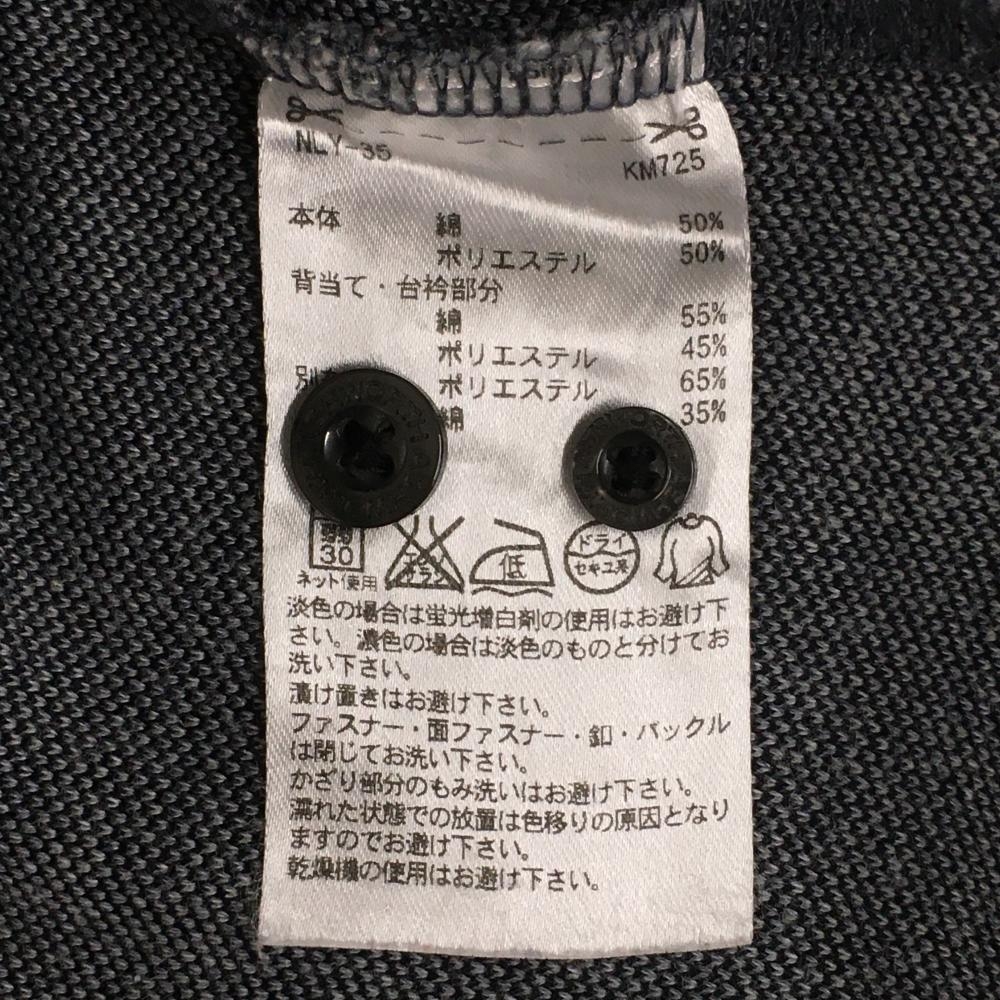 NLY-35 KM725
本体 綿 50%
ポリエステル 50%
背当て・台衿部分
綿 55%
ポリエステル 45%
別 ポリエステル 65%
綿 35%
弱 30 エンソサラシ 低 ドライ セキユ系
ネット使用
淡色の場合は蛍光増白剤の使用はお避け下
さい。濃色の場合は淡色のものと分けてお
洗い下さい。
漬け置きはお避け下さい。
ファスナー・面ファスナー・釦・バックル
は閉じてお洗い下さい。
かざり部分のもみ洗いはお避け下さい。
濡れた状態での放置は色移りの原因となり
ますのでお避け下さい。
乾燥機の使用はお避け下さい。